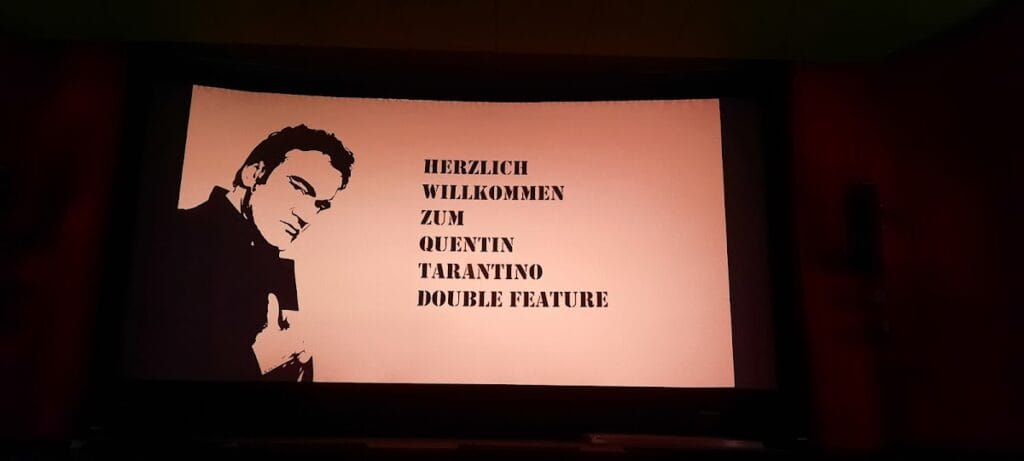 HERZLICH
WILLKOMMEN
ZUM
QUENTIN
TARANTINO
DOUBLE FEATURE